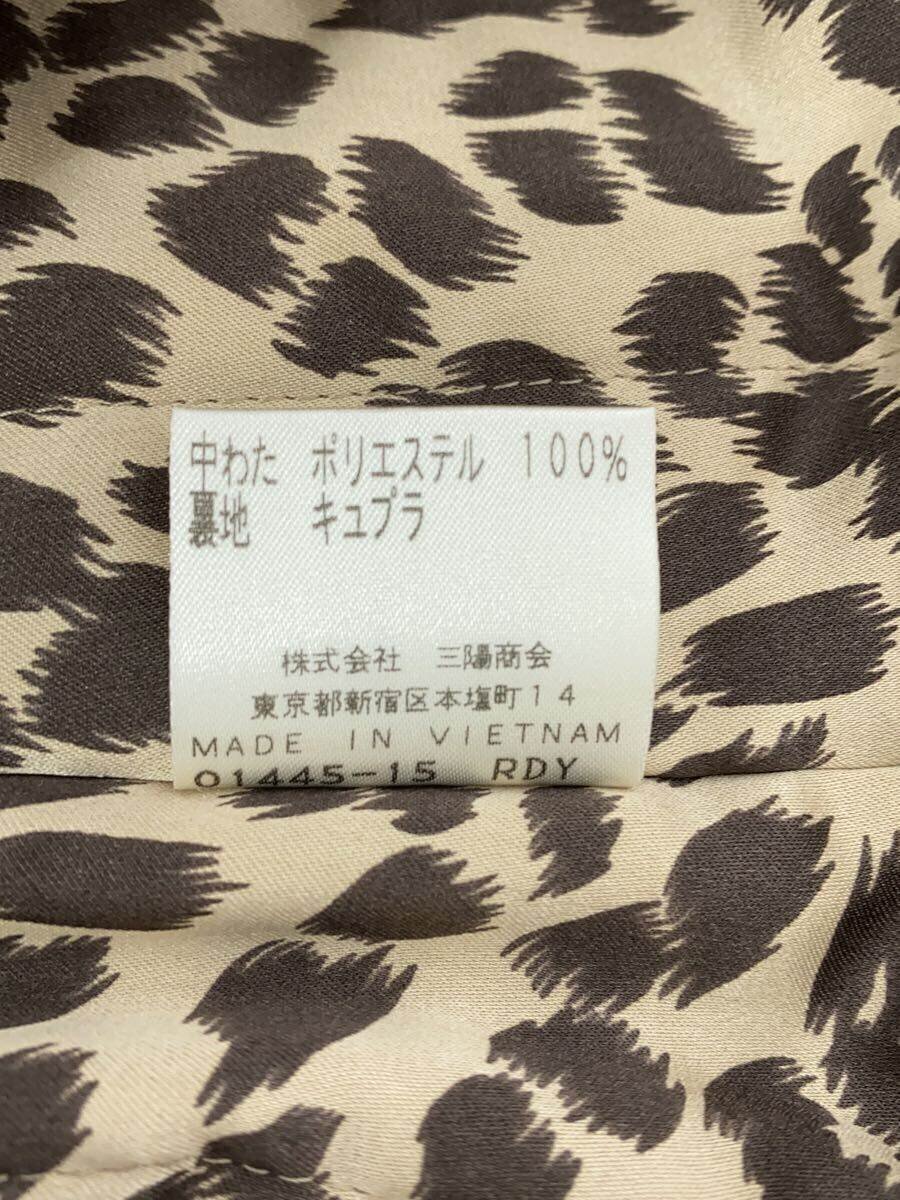 中わた ポリエステル 100%
裏地 キュプラ
株式会社 三陽商会
東京都新宿区本塩町14
MADE IN VIETNAM
01445-15 RDY